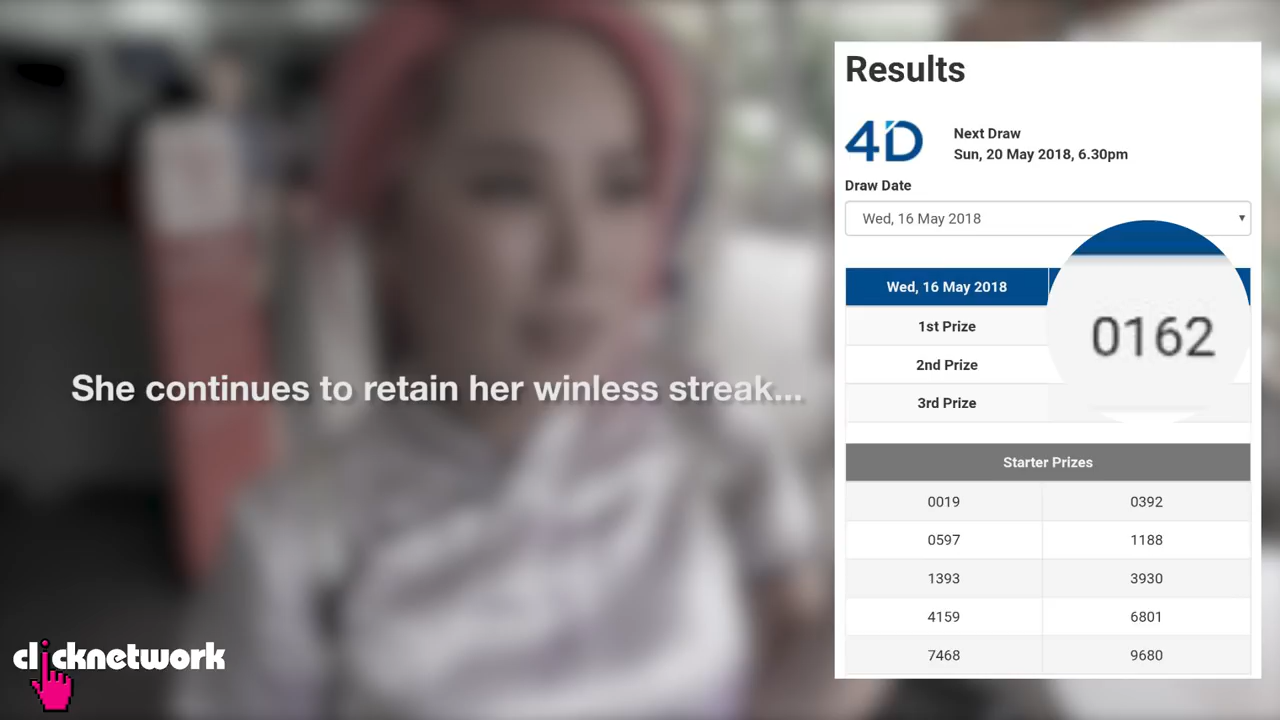 Results
4D
Next Draw
Sun, 20 May 2018, 6.30pm
Draw Date
Wed, 16 May 2018
Wed, 16 May 2018
1st Prize
0162
2nd Prize
3rd Prize
She continues to retain her winless streak...
Starter Prizes
0019 0392
0597 1188
1393 3930
4159 6801
7468 9680
clicknetwork